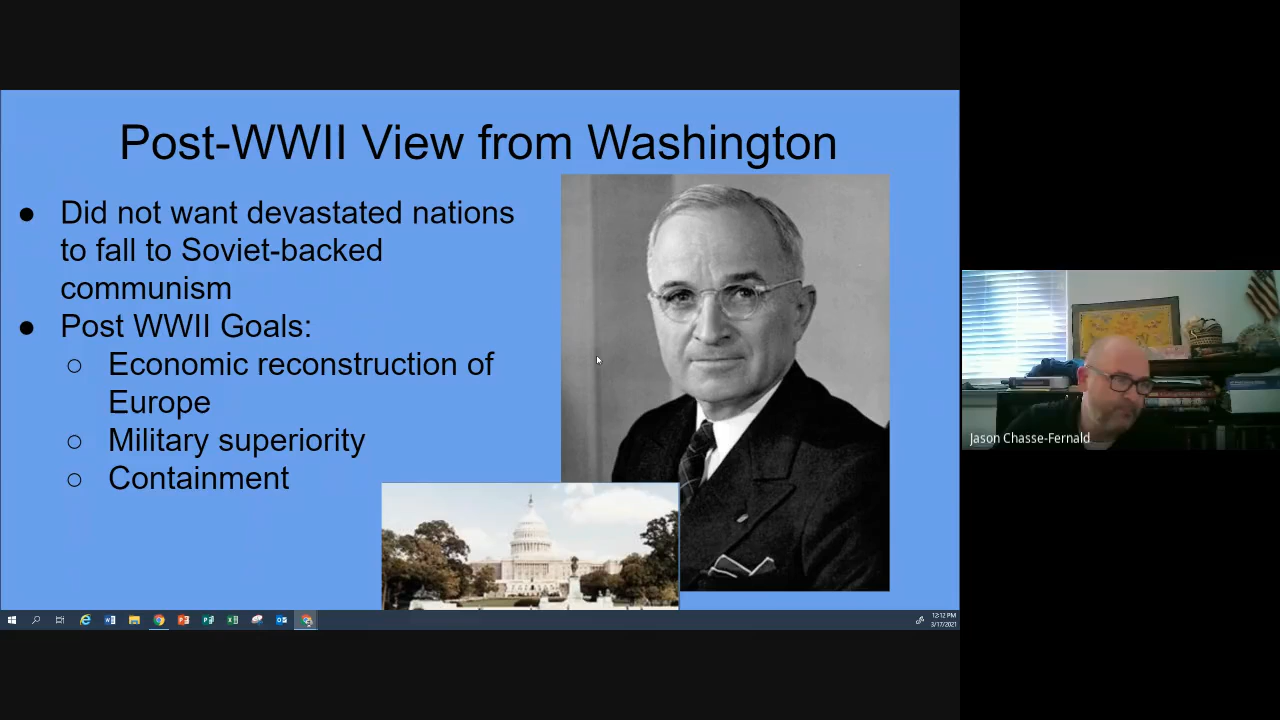 Post-WWII View from Washington
● Did not want devastated nations
to fall to Soviet-backed
communism
● Post WWII Goals:
○ Economic reconstruction of
Europe
○ Military superiority
○ Containment
Jason Chasse-Fernald
12:12 PM
3/17/2021